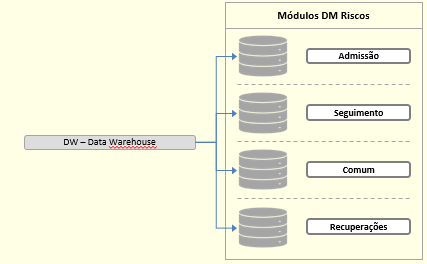 Módulos DM Riscos
Admissão
Seguimento
DW – Data Warehouse
Comum
Recuperações